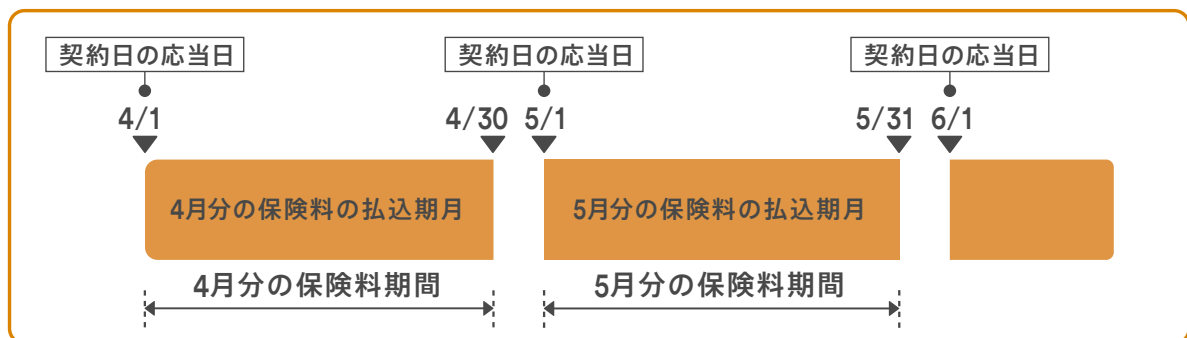 契約日の応当日 契約日の応当日 契約日の応当日
4/1 4/30 5/1 5/31 6/1
4月分の保険料の払込期月 5月分の保険料の払込期月
4月分の保険料期間 5月分の保険料期間